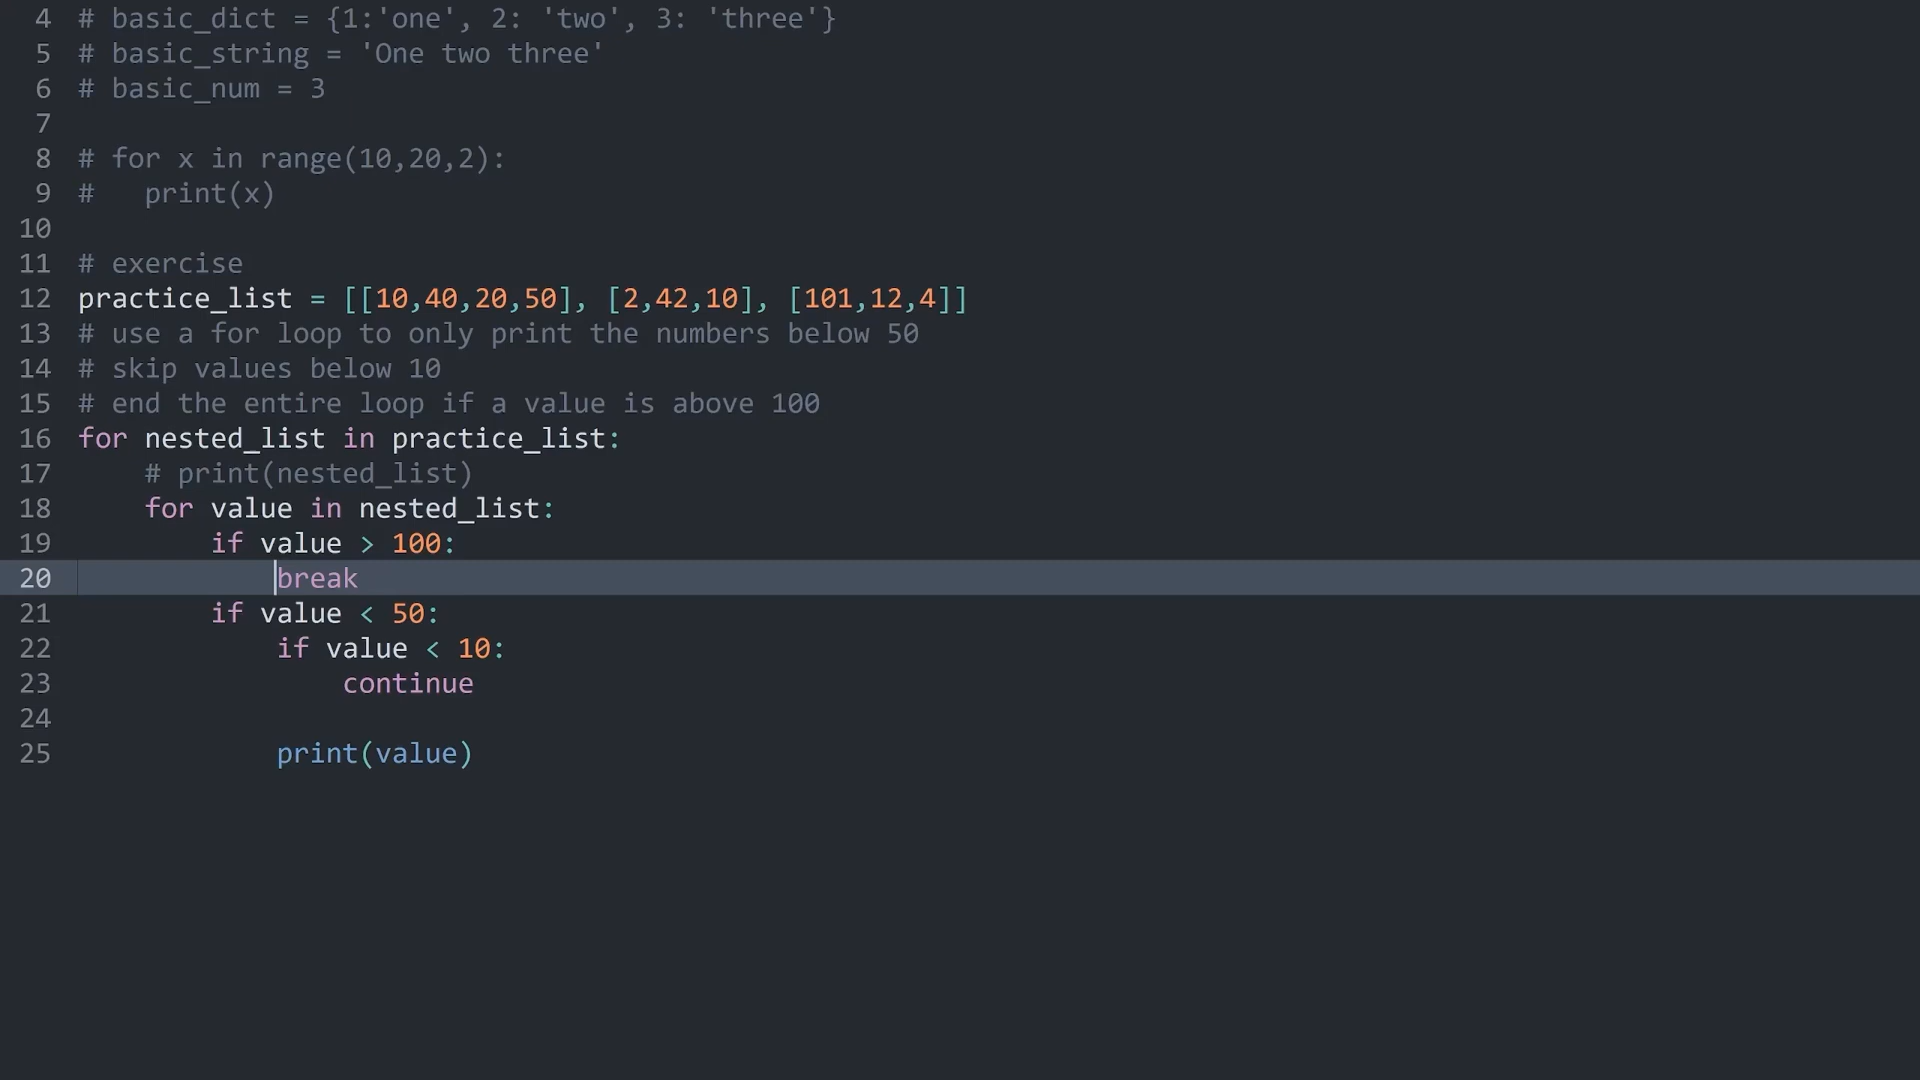 4 # basic_dict = {1:'one', 2: 'two', 3: 'three'}
5 # basic_string = 'One two three'
6 # basic_num = 3
7
8 # for x in range(10,20,2):
9 #   print(x)
10
11 # exercise
12 practice_list = [[10,40,20,50], [2,42,10], [101,12,4]]
13 # use a for loop to only print the numbers below 50
14 # skip values below 10
15 # end the entire loop if a value is above 100
16 for nested_list in practice_list:
17     # print(nested_list)
18     for value in nested_list:
19         if value > 100:
20             break
21         if value < 50:
22             if value < 10:
23                 continue
24
25             print(value)